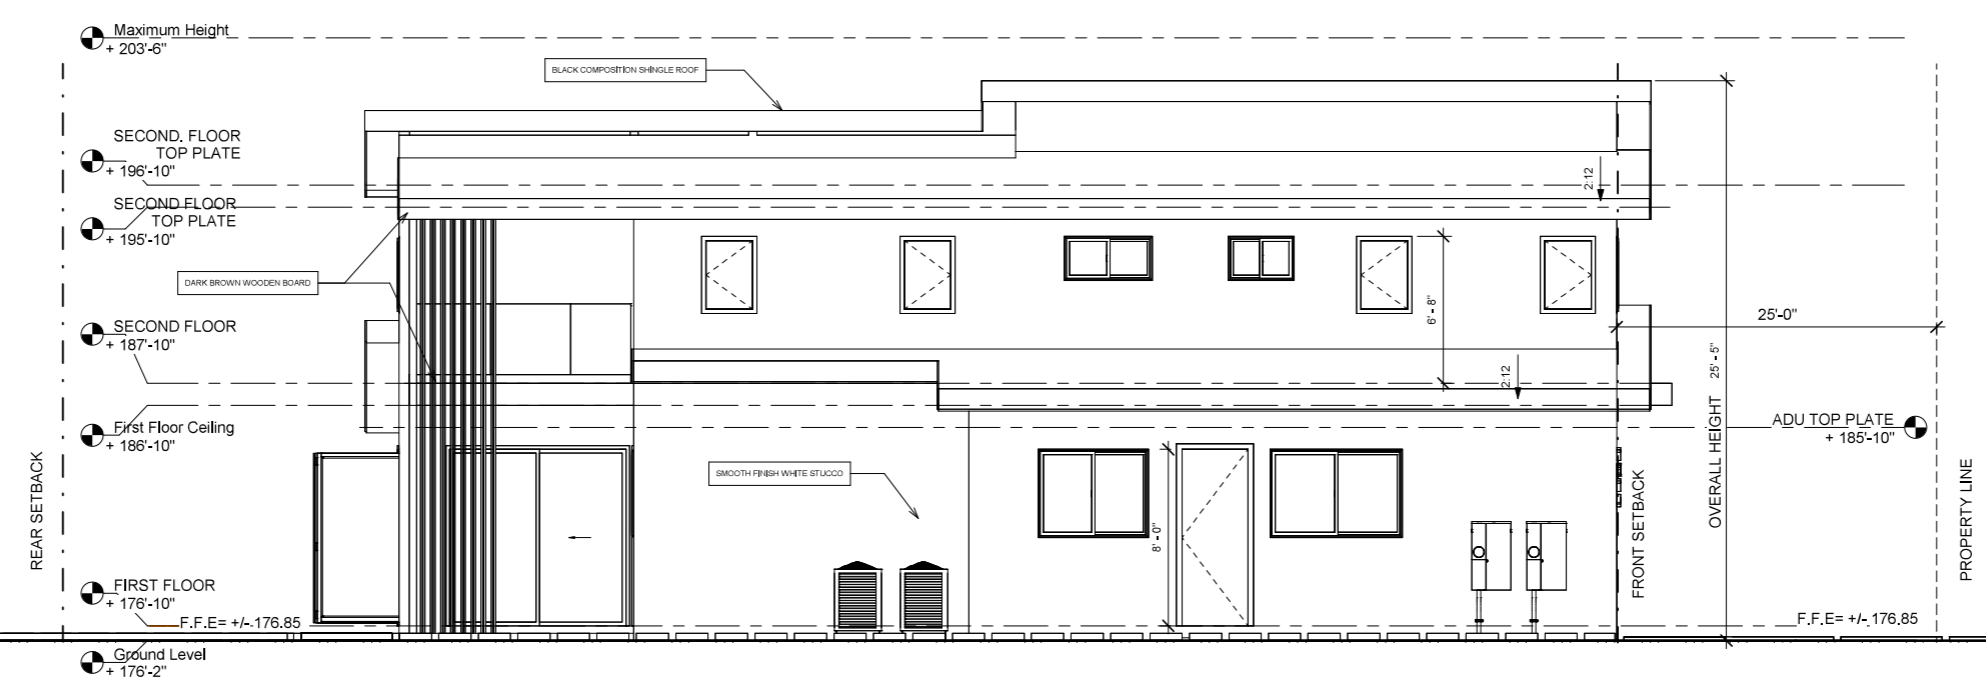 Maximum Height
+ 203'-6"
BLACK COMPOSITION SHINGLE ROOF
SECOND. FLOOR
TOP PLATE
+ 196'-10"
2:12
SECOND FLOOR
TOP PLATE
+ 195'-10"
DARK BROWN WOODEN BOARD
6' - 8"
25'-0"
SECOND FLOOR
+ 187'-10"
2:12
OVERALL HEIGHT 25' - 5"
First Floor Ceiling
+ 186'-10"
ADU TOP PLATE
+ 185'-10"
REAR SETBACK
SMOOTH FINISH WHITE STUCCO
8' - 0"
FRONT SETBACK
PROPERTY LINE
FIRST FLOOR
+ 176'-10"
F.F.E= +/- 176.85
F.F.E= +/- 176.85
Ground Level
+ 176'-2"